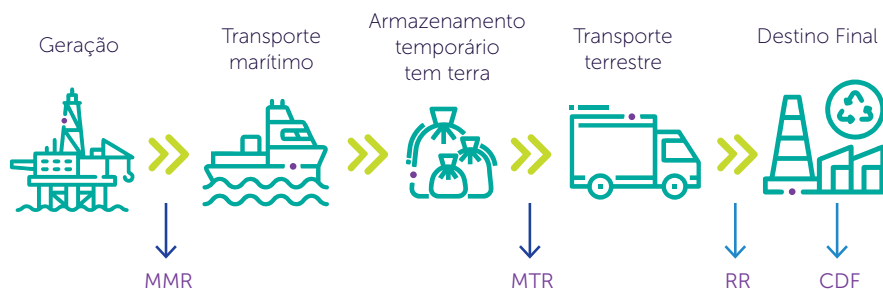 Geração
Transporte
marítimo
Armazenamento
temporário
tem terra
Transporte
terrestre
Destino Final
MMR
MTR
RR
CDF